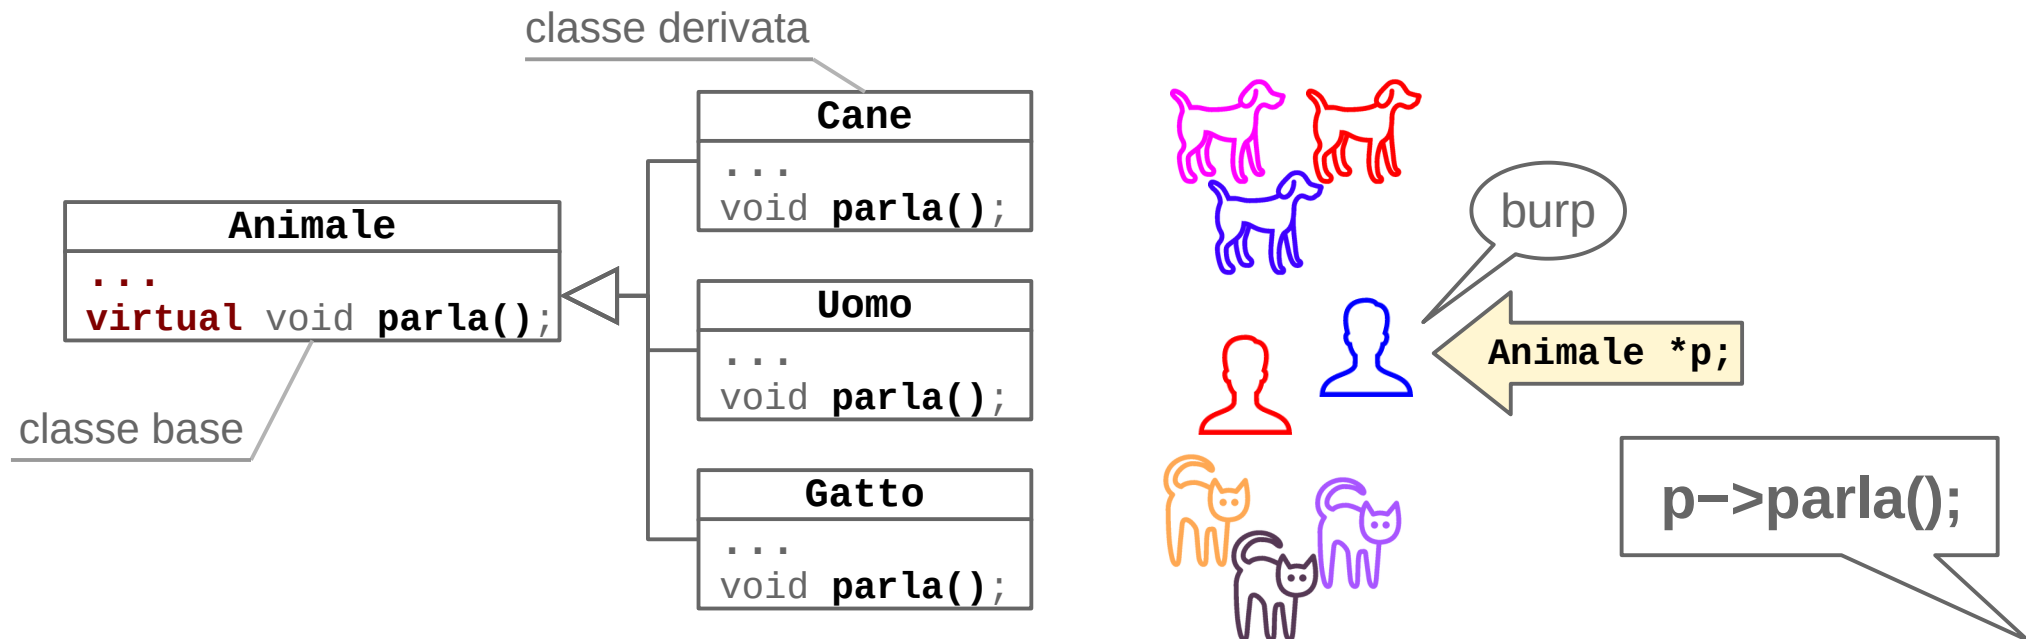 classe derivata
Cane
...
void parla();
Animale
...
virtual void parla();
classe base
Uomo
...
void parla();
Gatto
...
void parla();
burp
Animale *p;
p−>parla();